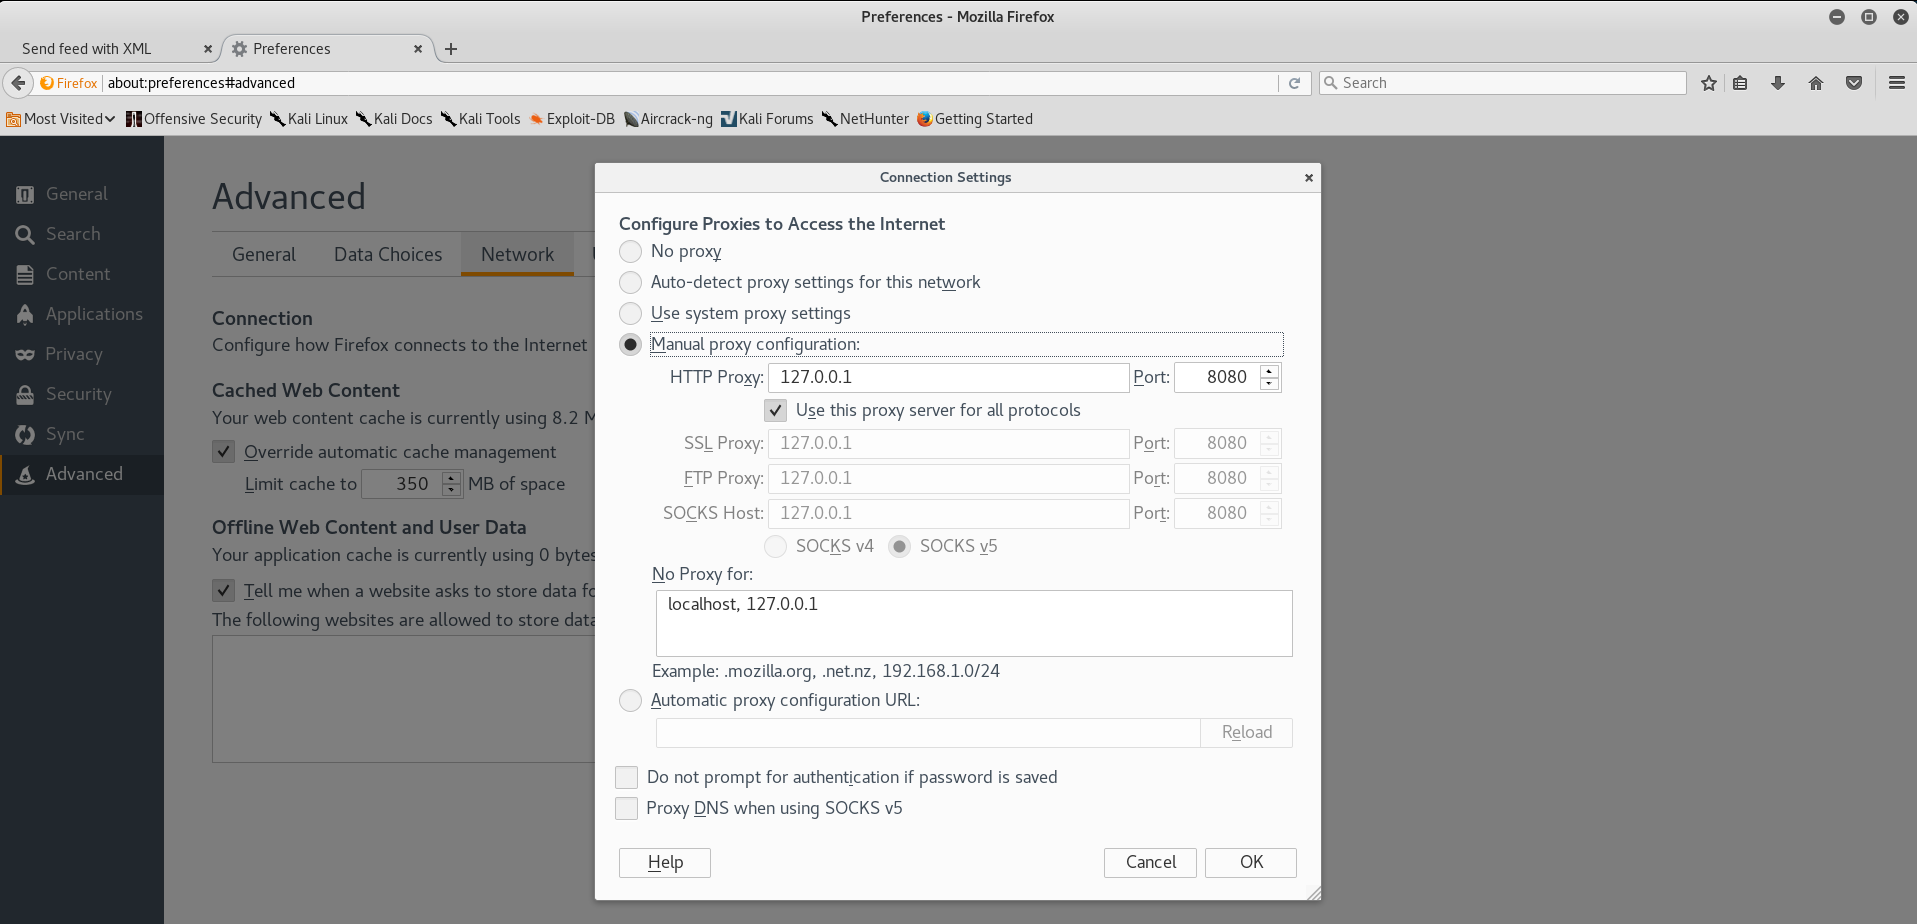 Preferences - Mozilla Firefox
Send feed with XML
Preferences
Firefox about:preferences#advanced
Search
Most Visited Offensive Security Kali Linux Kali Docs Kali Tools Exploit-DB Aircrack-ng Kali Forums NetHunter Getting Started
General
Search
Content
Applications
Privacy
Security
Sync
Advanced
Advanced
General Data Choices Network
Connection
Configure how Firefox connects to the Internet
Cached Web Content
Your web content cache is currently using 8.2 M
Override automatic cache management
Limit cache to 350 MB of space
Offline Web Content and User Data
Your application cache is currently using 0 bytes
Tell me when a website asks to store data fo
The following websites are allowed to store data
Connection Settings
Configure Proxies to Access the Internet
No proxy
Auto-detect proxy settings for this network
Use system proxy settings
Manual proxy configuration:
HTTP Proxy: 127.0.0.1 Port: 8080
Use this proxy server for all protocols
SSL Proxy: 127.0.0.1 Port: 8080
FTP Proxy: 127.0.0.1 Port: 8080
SOCKS Host: 127.0.0.1 Port: 8080
SOCKS v4 SOCKS v5
No Proxy for:
localhost, 127.0.0.1
Example: .mozilla.org, .net.nz, 192.168.1.0/24
Automatic proxy configuration URL:
Reload
Do not prompt for authentication if password is saved
Proxy DNS when using SOCKS v5
Help Cancel OK